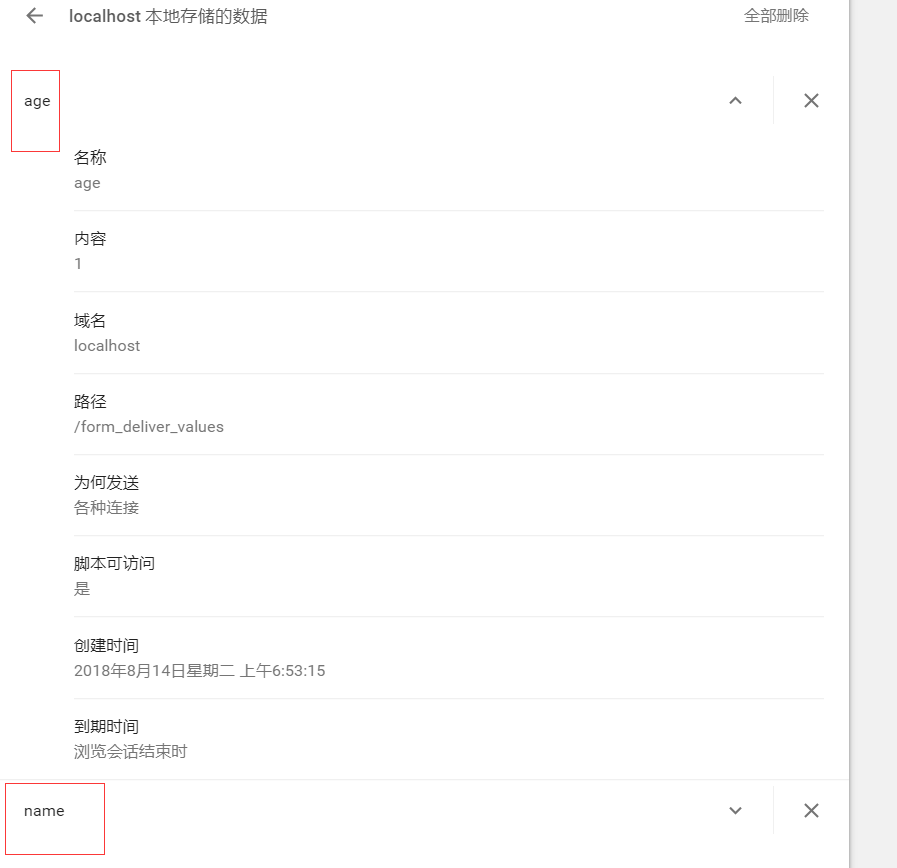 localhost 本地存储的数据 全部删除
age
名称
age
内容
1
域名
localhost
路径
/form_deliver_values
为何发送
各种连接
脚本可访问
是
创建时间
2018年8月14日星期二 上午6:53:15
到期时间
浏览会话结束时
name